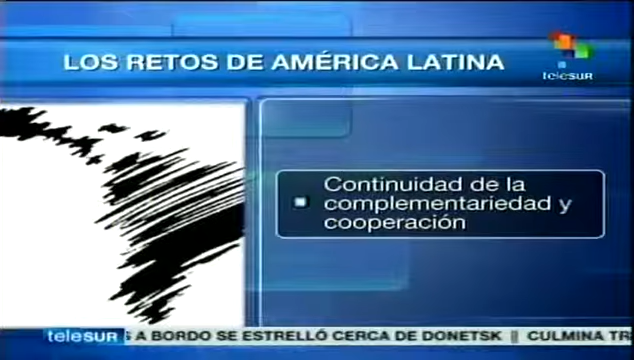 LOS RETOS DE AMÉRICA LATINA
teleSUR
Continuidad de la
complementariedad y
cooperación
teleSUR
A BORDO SE ESTRELLÓ CERCA DE DONETSK || CULMINA